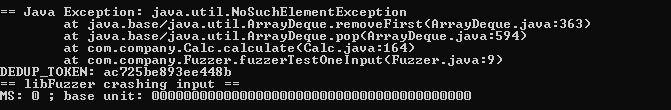 == Java Exception: java.util.NoSuchElementException
at java.base/java.util.ArrayDeque.removeFirst(ArrayDeque.java:363)
at java.base/java.util.ArrayDeque.pop(ArrayDeque.java:594)
at com.company.Calc.calculate(Calc.java:164)
at com.company.Fuzzer.fuzzerTestOneInput(Fuzzer.java:9)
DEDUP_TOKEN: ac725be893ee448b
== libFuzzer crashing input ==
MS: 0 ; base unit: 0000000000000000000000000000000000000000